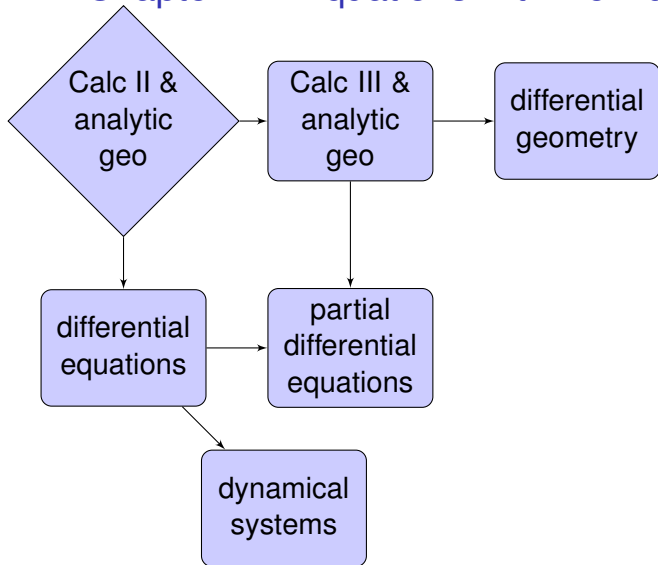 Calc II &
analytic
geo
Calc III &
analytic
geo
differential
geometry
differential
equations
partial
differential
equations
dynamical
systems